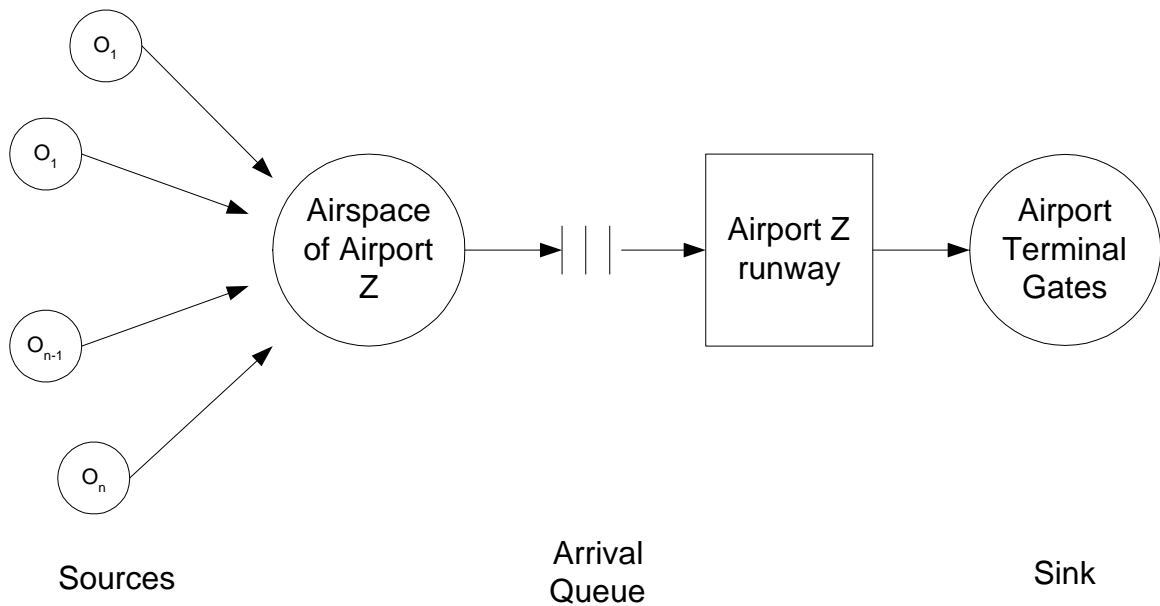 O1
O1
On-1
On
Airspace
of Airport
Z
Airport Z
runway
Airport
Terminal
Gates
Sources
Arrival
Queue
Sink